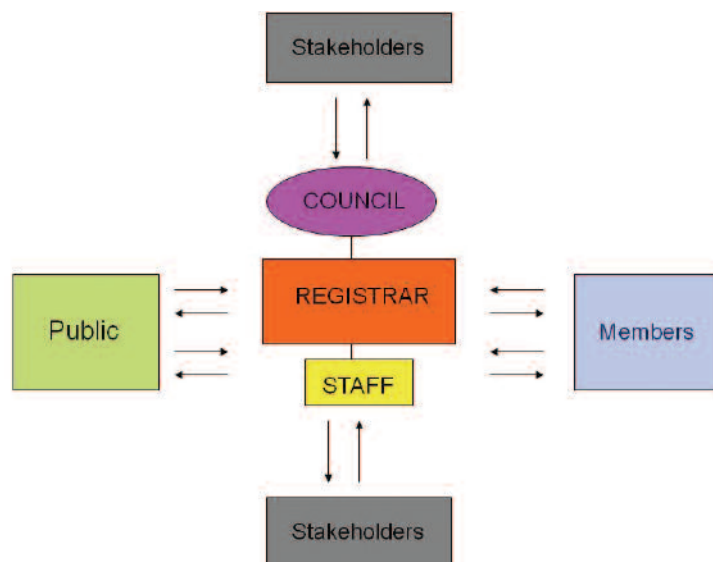 Stakeholders
COUNCIL
REGISTRAR
Public
Members
STAFF
Stakeholders